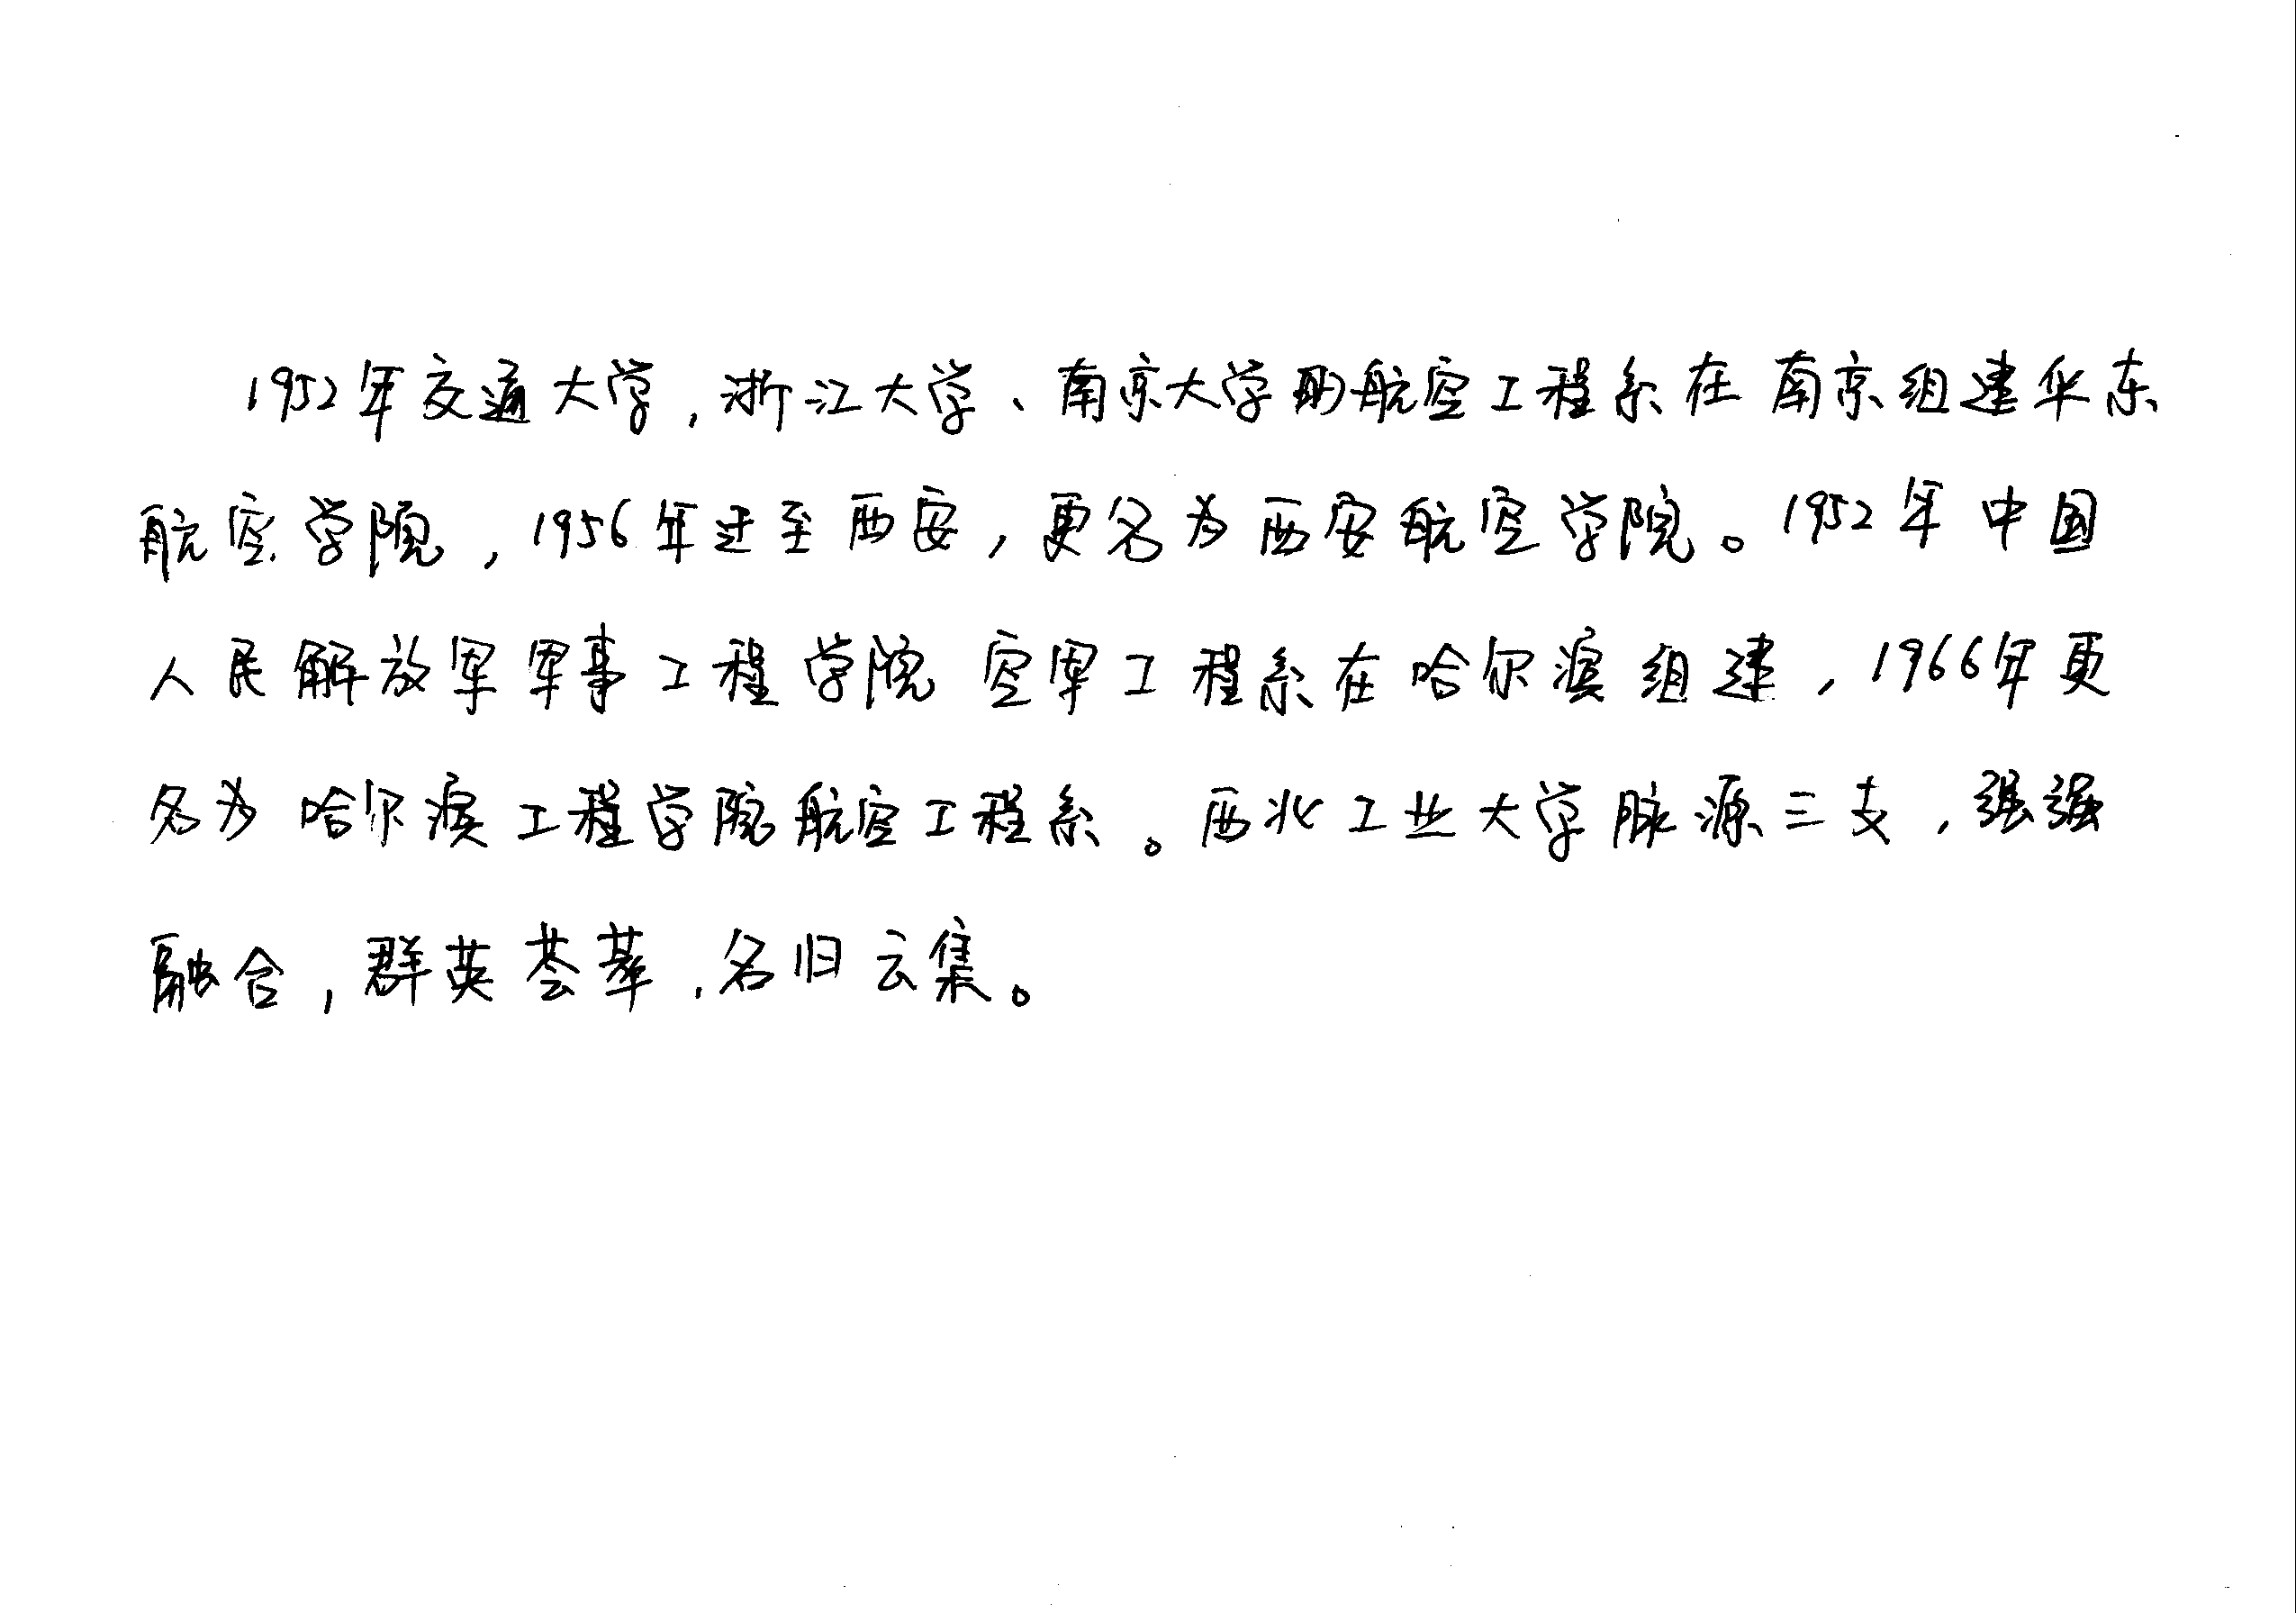 1952年交通大学,浙江大学、南京大学的航空工程系在南京组建华东
航空学院,1956年迁至西安,更名为西安航空学院。1952年中国
人民解放军军事工程学院空军工程系在哈尔滨组建,1966年更
名为哈尔滨工程学院航空工程系。西北工业大学脉源三支,强强
融合,群英荟萃,名归云集。